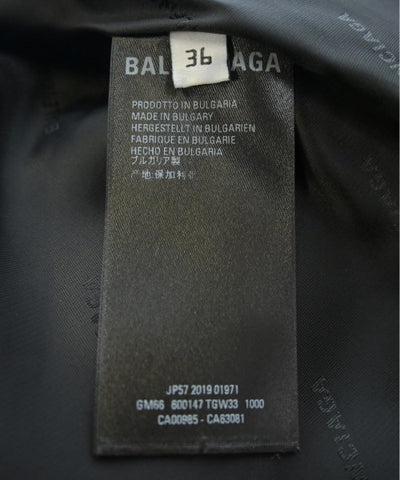 36
BAL AGA
PRODOTTO IN BULGARIA
MADE IN BULGARY
HERGESTELLT IN BULGARIEN
FABRIQUE EN BULGARIE
HECHO EN BULGARIA
ブルガリア製
产地:保加利亚
JP57 2019 01971
GM66 600147 TGW33 1000
CA00985 - CA63081